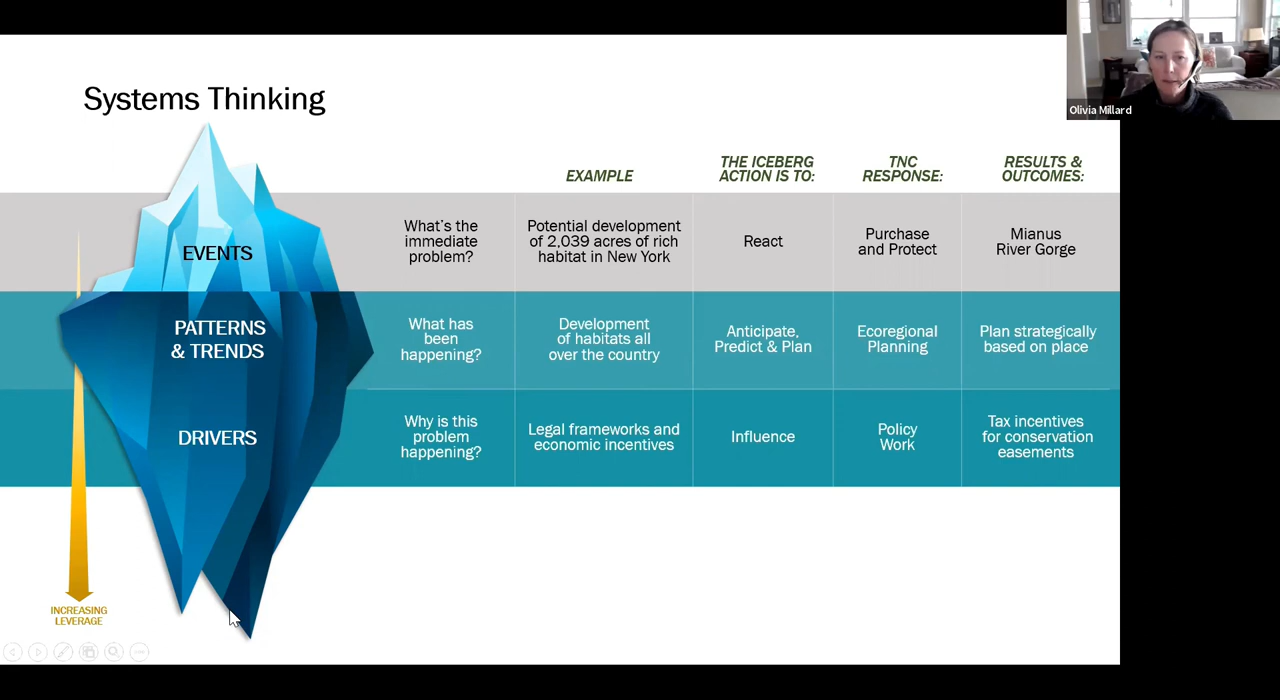 Olivia Millard
Systems Thinking
EXAMPLE
THE ICEBERG
ACTION IS TO:
TNC
RESPONSE:
RESULTS &
OUTCOMES:
EVENTS
What's the
immediate
problem?
Potential development
of 2,039 acres of rich
habitat in New York
React
Purchase
and Protect
Mianus
River Gorge
PATTERNS
& TRENDS
What has
been
happening?
Development
of habitats all
over the country
Anticipate,
Predict & Plan
Ecoregional
Planning
Plan strategically
based on place
DRIVERS
Why is this
problem
happening?
Legal frameworks and
economic incentives
Influence
Policy
Work
Tax incentives
for conservation
easements
INCREASING
LEVERAGE